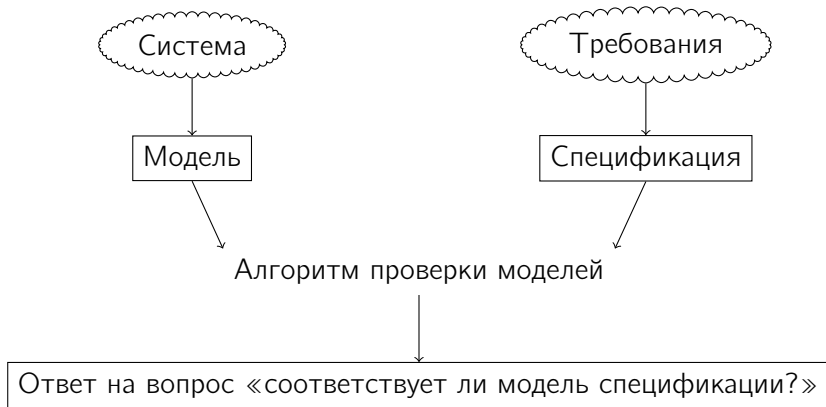 Система
Требования
Модель
Спецификация
Алгоритм проверки моделей
Ответ на вопрос «соответствует ли модель спецификации?»